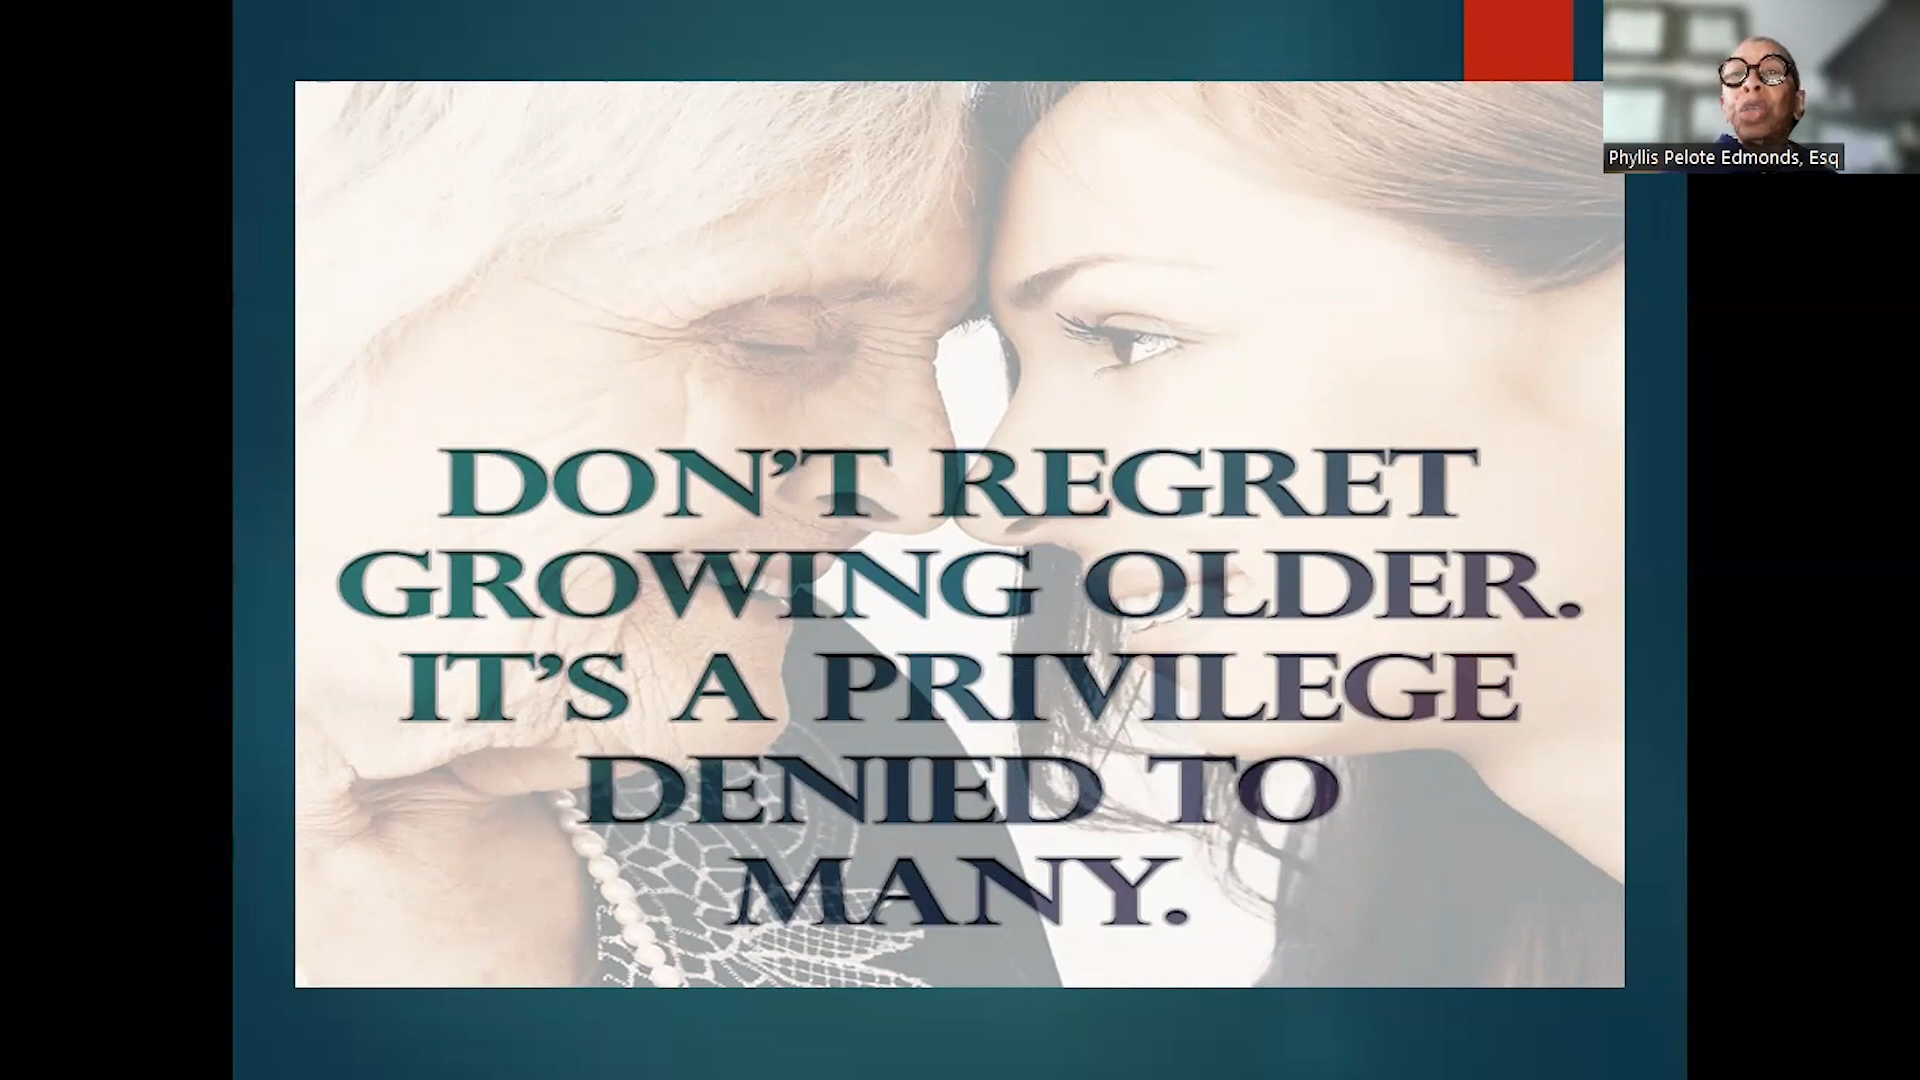 Phyllis Pelote Edmonds, Esq
DON'T REGRET
GROWING OLDER.
IT'S A PRIVILEGE
DENIED TO
MANY.